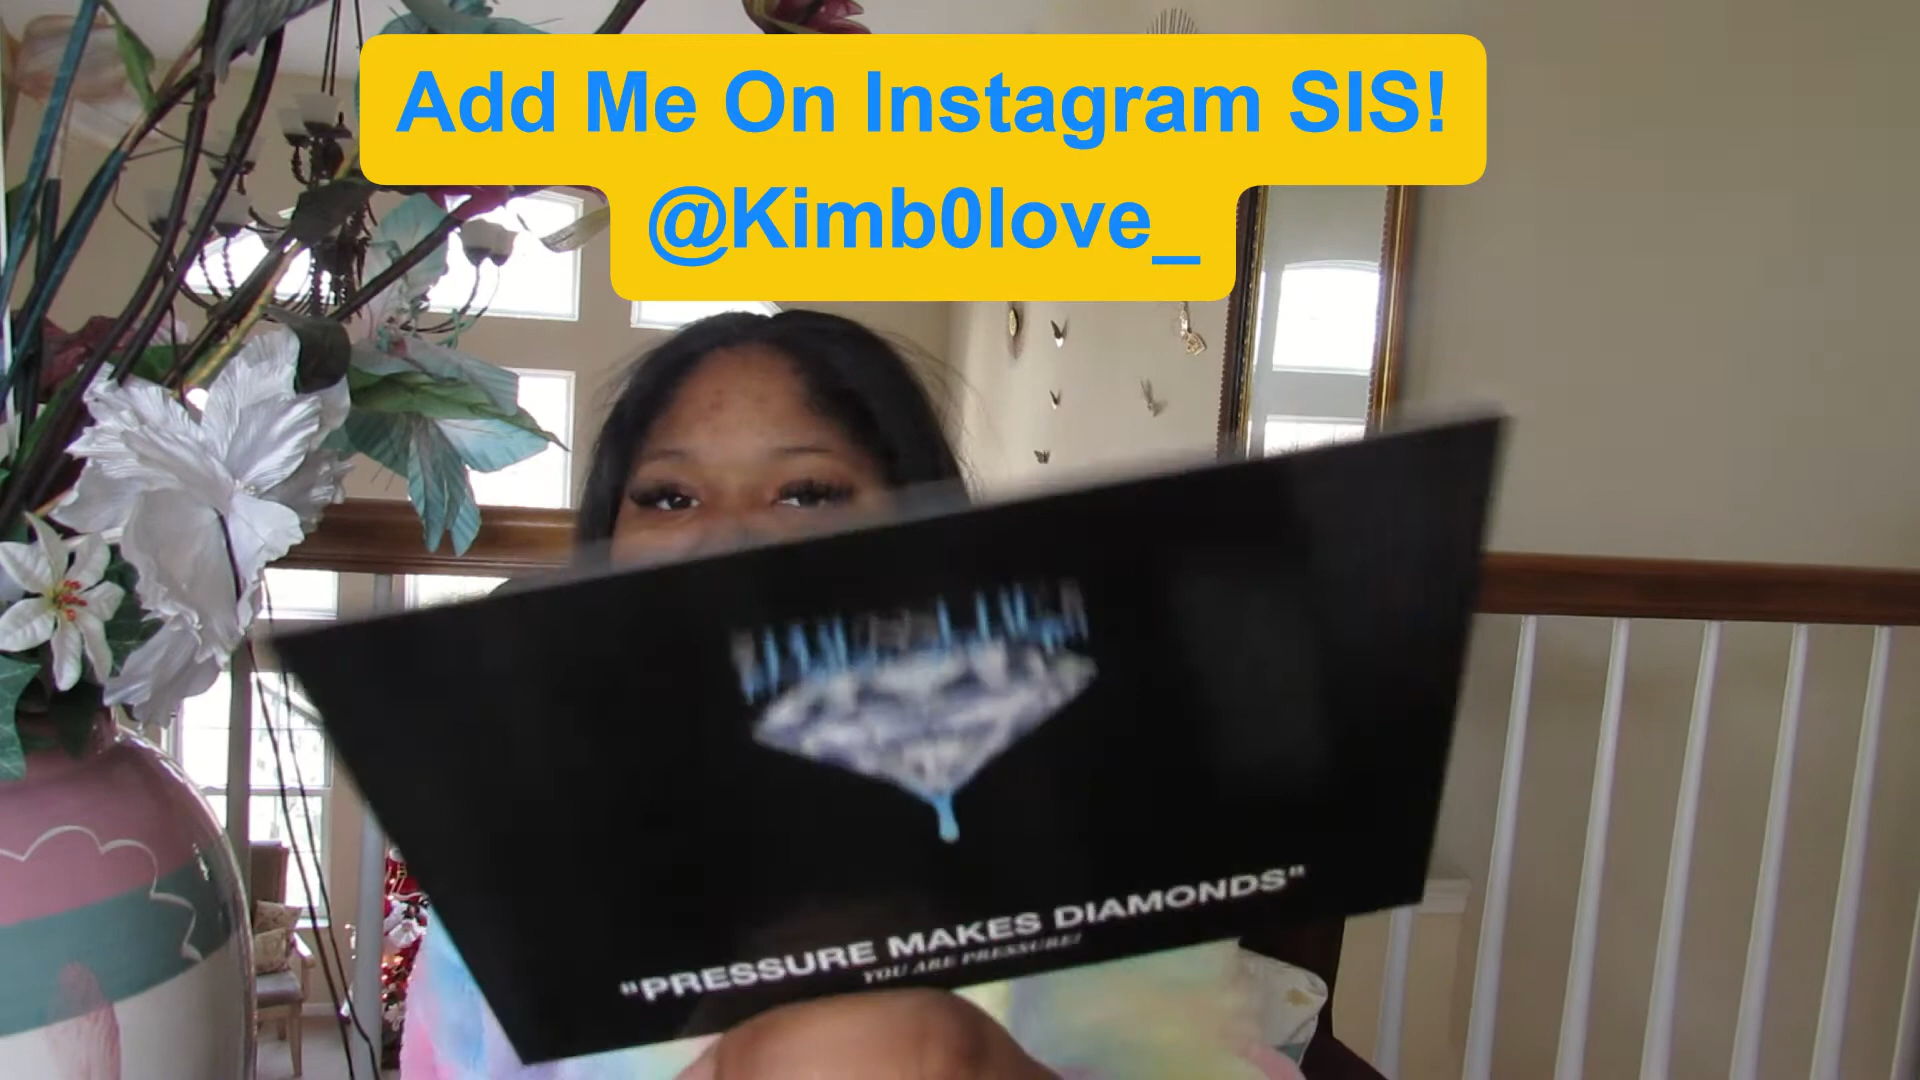 Add Me On Instagram SIS!
@Kimb0love_
"PRESSURE MAKES DIAMONDS"
YOU ARE PRESSURE!